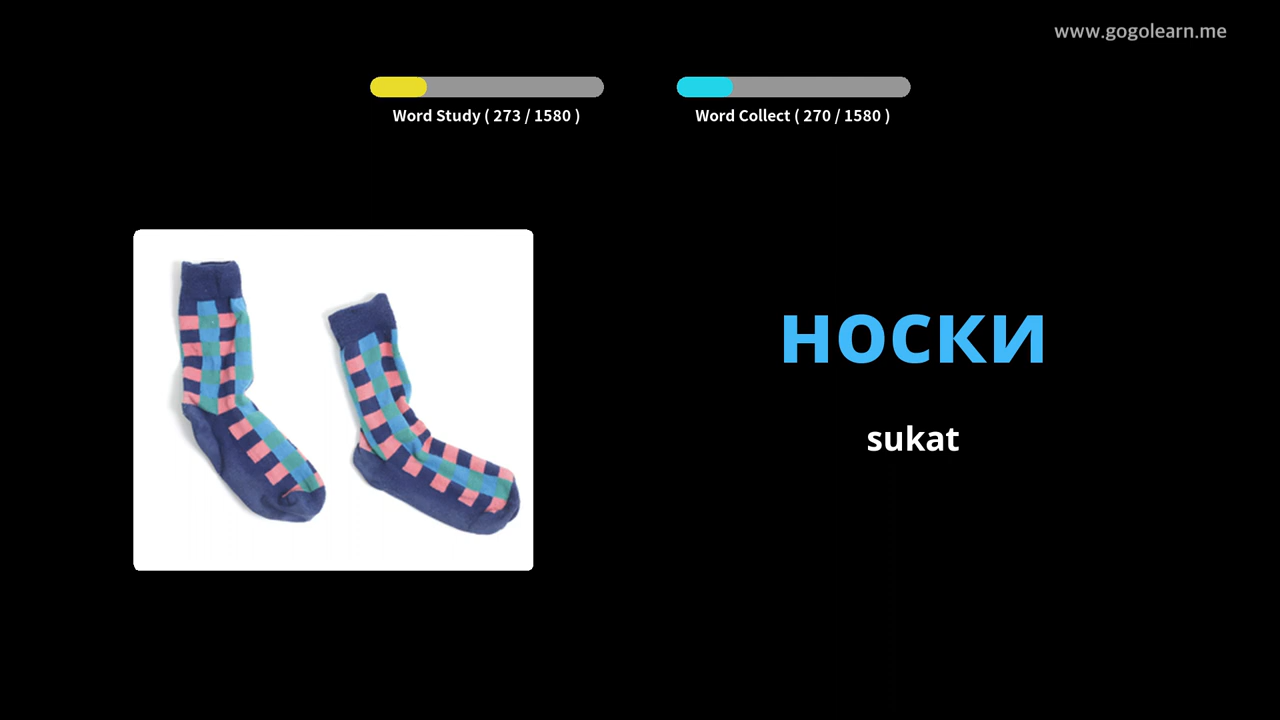 www.gogolearn.me
Word Study ( 273 / 1580 )
Word Collect ( 270 / 1580 )
носки
sukat